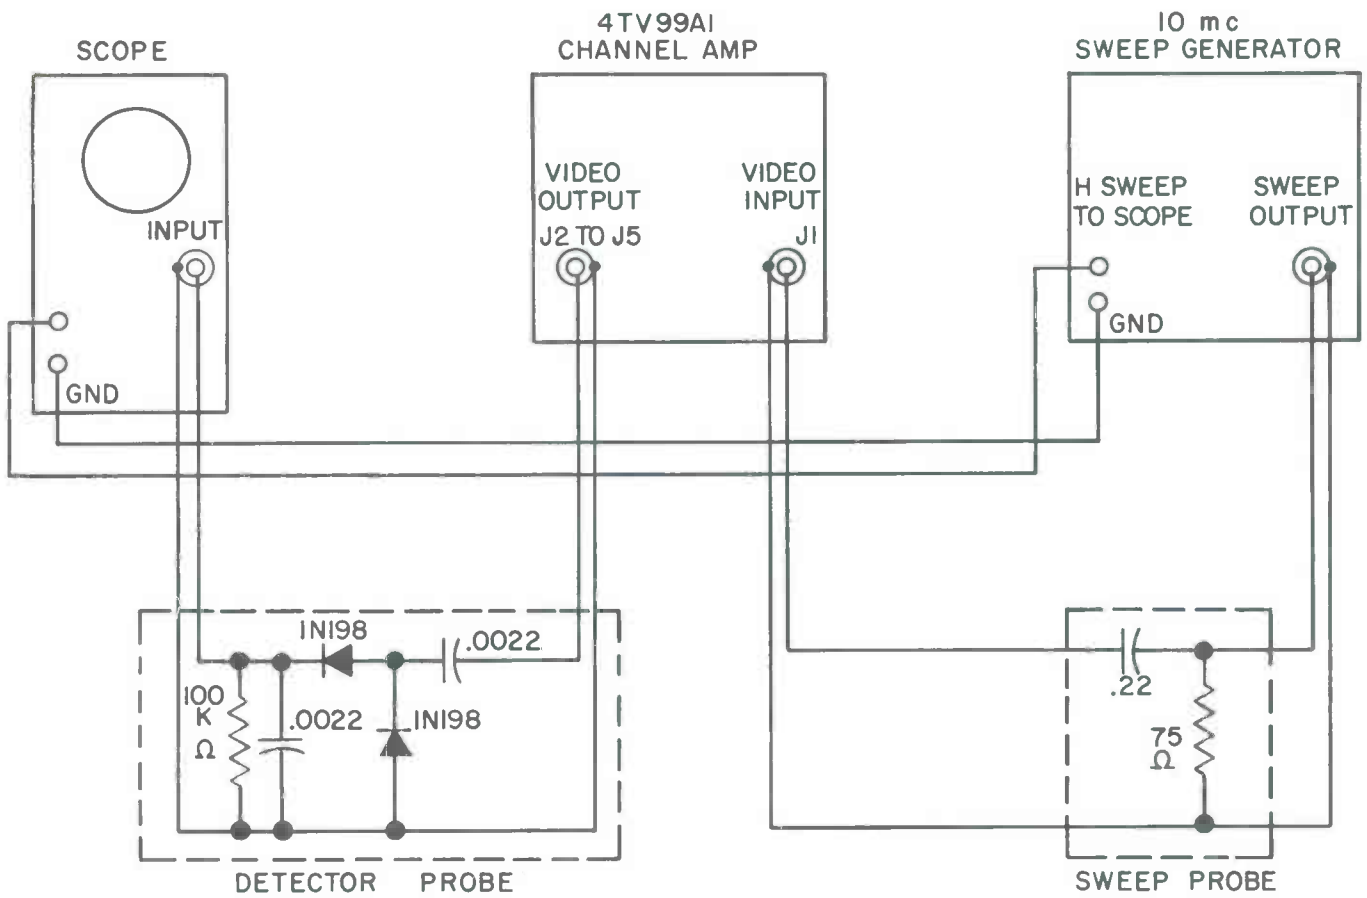 SCOPE
INPUT
GND
4TV99A1
CHANNEL AMP
VIDEO
OUTPUT
J2 TO J5
VIDEO
INPUT
J1
10 mc
SWEEP GENERATOR
H SWEEP
TO SCOPE
GND
SWEEP
OUTPUT
1N198
.0022
100
K
Ω
.0022
1N198
DETECTOR PROBE
.22
75
Ω
SWEEP PROBE